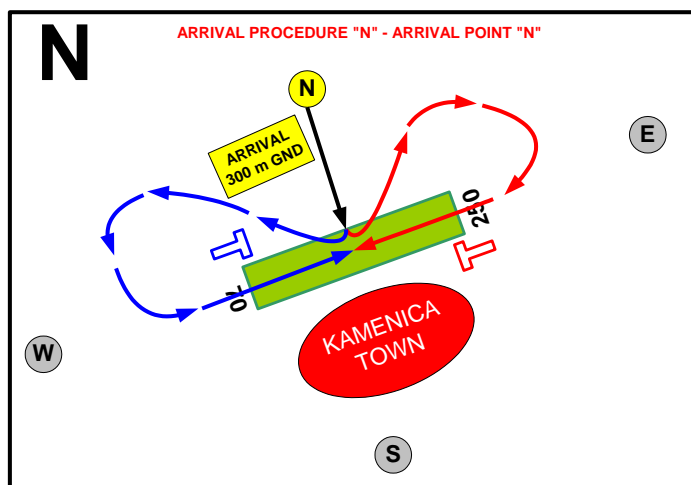 N
ARRIVAL PROCEDURE "N" - ARRIVAL POINT "N"
N
E
ARRIVAL
300 m GND
250
T
T
70
KAMENICA
TOWN
W
S